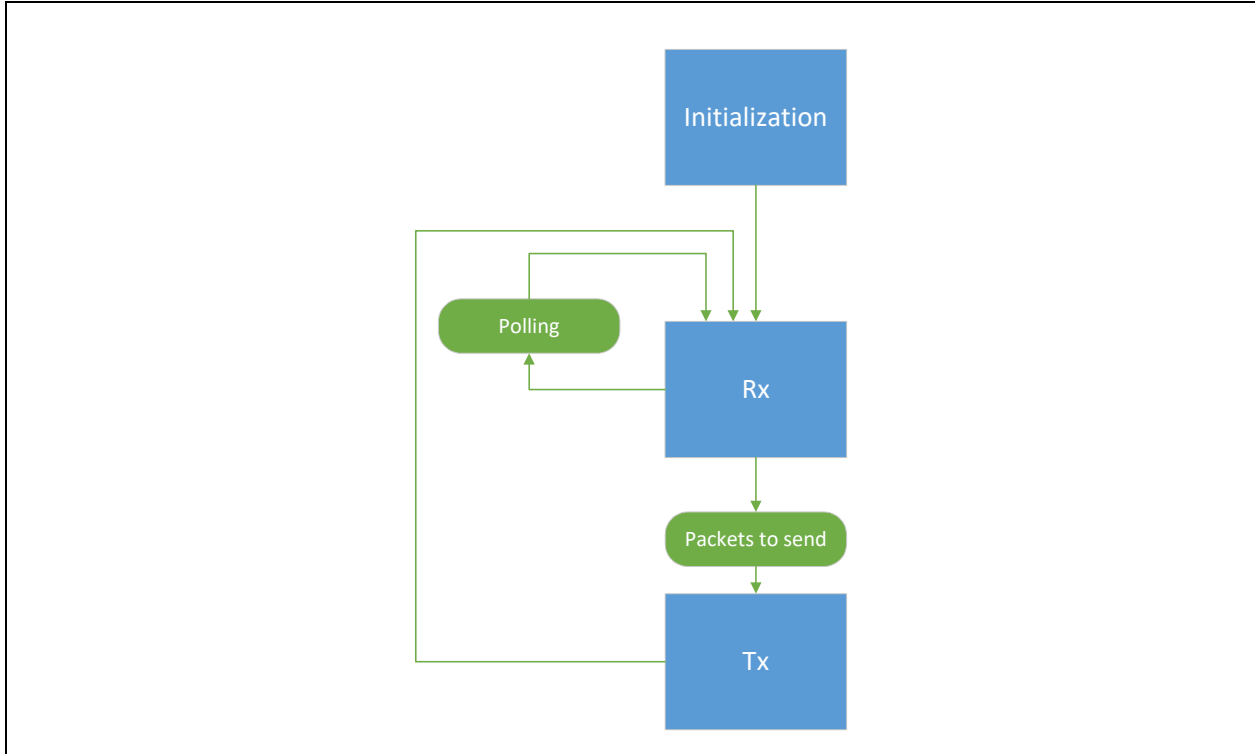 Initialization
Polling
Rx
Packets to send
Tx